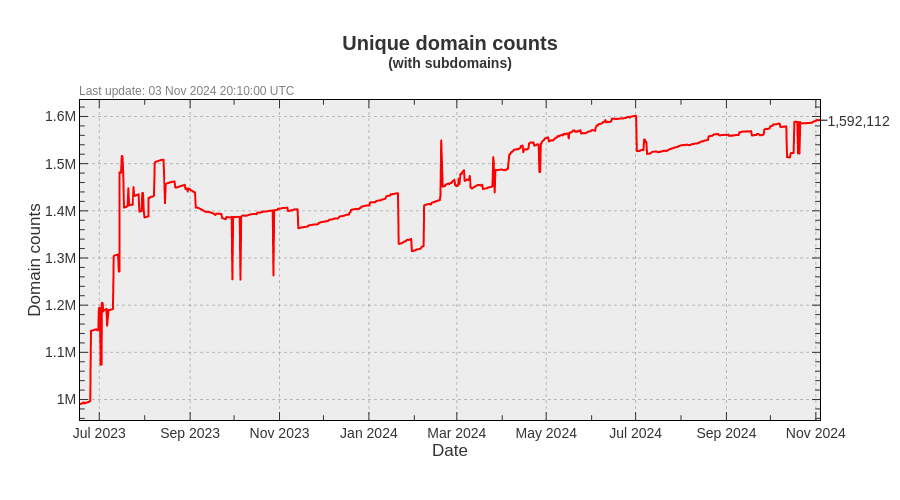 Unique domain counts
(with subdomains)
Last update: 03 Nov 2024 20:10:00 UTC
1.6M
1,592,112
1.5M
1.4M
1.3M
1.2M
1.1M
1M
Domain counts
Jul 2023 Sep 2023 Nov 2023 Jan 2024 Mar 2024 May 2024 Jul 2024 Sep 2024 Nov 2024
Date